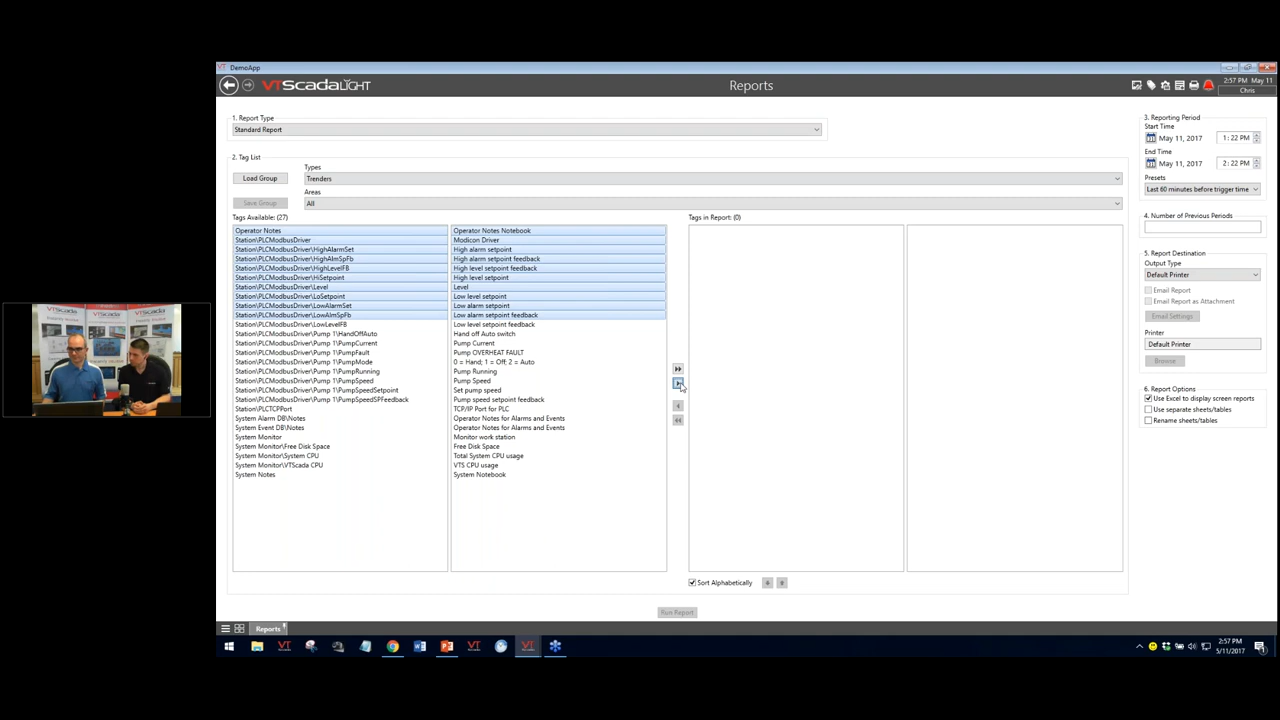 DemoApp
VTSCADALIGHT
Reports
2:57 PM May 11
Chris
1. Report Type
Standard Report
2. Tag List
Load Group
Types
Trenders
Save Group
Areas
All
Tags Available: (27)
Operator Notes Operator Notes Notebook
Station\PLCModbusDriver Modicon Driver
Station\PLCModbusDriver\HighAlarmSet High alarm setpoint
Station\PLCModbusDriver\HighAlmSpFb High alarm setpoint feedback
Station\PLCModbusDriver\HighLevelFB High level setpoint feedback
Station\PLCModbusDriver\HiSetpoint High level setpoint
Station\PLCModbusDriver\Level Level
Station\PLCModbusDriver\LoSetpoint Low level setpoint
Station\PLCModbusDriver\LowAlarmSet Low alarm setpoint
Station\PLCModbusDriver\LowAlmSpFb Low alarm setpoint feedback
Station\PLCModbusDriver\LowLevelFB Low level setpoint feedback
Station\PLCModbusDriver\Pump 1\HandOffAuto Hand off Auto switch
Station\PLCModbusDriver\Pump 1\PumpCurrent Pump Current
Station\PLCModbusDriver\Pump 1\PumpFault Pump OVERHEAT FAULT
Station\PLCModbusDriver\Pump 1\PumpMode 0 = Hand; 1 = Off; 2 = Auto
Station\PLCModbusDriver\Pump 1\PumpRunning Pump Running
Station\PLCModbusDriver\Pump 1\PumpSpeed Pump Speed
Station\PLCModbusDriver\Pump 1\PumpSpeedSetpoint Set pump speed
Station\PLCModbusDriver\Pump 1\PumpSpeedSPFeedback Pump speed setpoint feedback
Station\PLCTCPPort TCP/IP Port for PLC
System Alarm DB\Notes Operator Notes for Alarms and Events
System Event DB\Notes Operator Notes for Alarms and Events
System Monitor Monitor work station
System Monitor\Free Disk Space Free Disk Space
System Monitor\System CPU Total System CPU usage
System Monitor\VTScada CPU VTS CPU usage
System Notes System Notebook
Tags in Report: (0)
Sort Alphabetically
Run Report
3. Reporting Period
Start Time
May 11, 2017 1:22 PM
End Time
May 11, 2017 2:22 PM
Presets
Last 60 minutes before trigger time
4. Number of Previous Periods
5. Report Destination
Output Type
Default Printer
Email Report
Email Report as Attachment
Email Settings
Printer
Default Printer
Browse
6. Report Options
Use Excel to display screen reports
Use separate sheets/tables
Rename sheets/tables
Reports
2:57 PM
5/11/2017